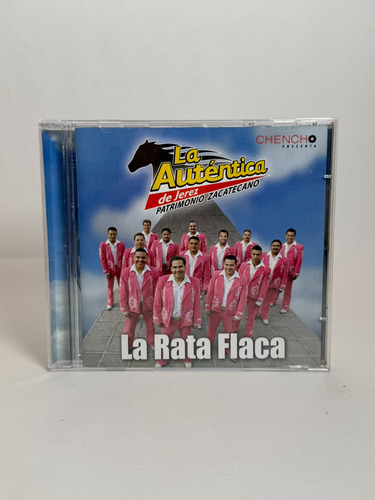 La
Auténtica
de Jerez
PATRIMONIO ZACATECANO
CHENCHO
PRESENTA
La Rata Flaca